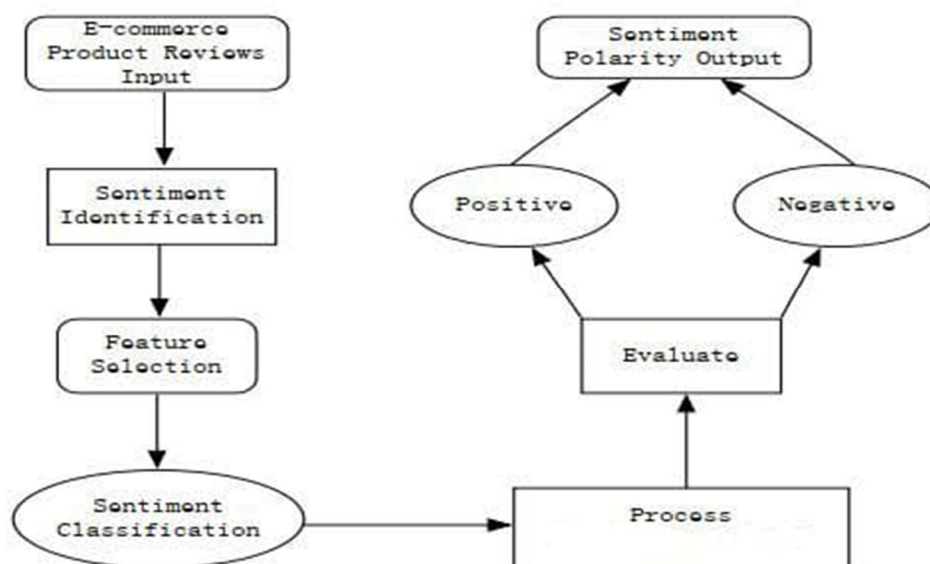 E-commerce
Product Reviews
Input
Sentiment
Identification
Feature
Selection
Sentiment
Classification
Process
Evaluate
Positive
Negative
Sentiment
Polarity Output